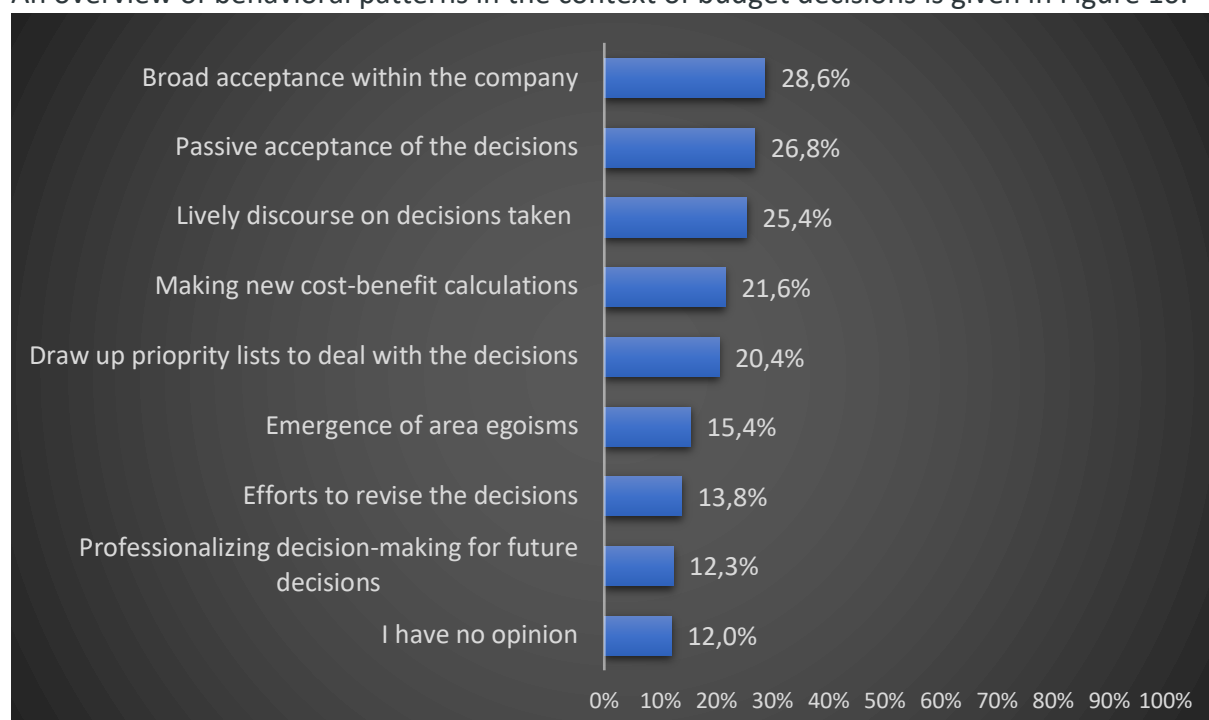 An overview of behavioral patterns in the context of budget decisions is given in Figure 10.
Broad acceptance within the company 28,6%
Passive acceptance of the decisions 26,8%
Lively discourse on decisions taken 25,4%
Making new cost-benefit calculations 21,6%
Draw up prioprity lists to deal with the decisions 20,4%
Emergence of area egoisms 15,4%
Efforts to revise the decisions 13,8%
Professionalizing decision-making for future
decisions 12,3%
I have no opinion 12,0%
0% 10% 20% 30% 40% 50% 60% 70% 80% 90% 100%